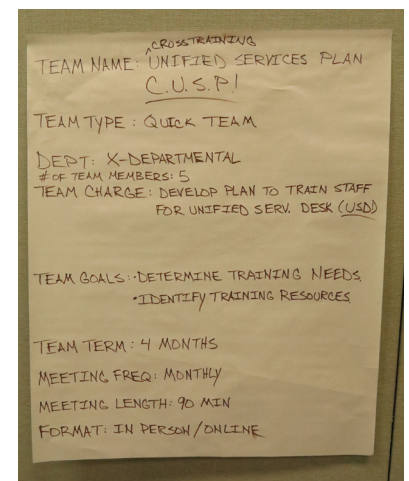 CROSSTRAINING
TEAM NAME: ^UNIFIED SERVICES PLAN
C.U.S.P!
TEAM TYPE: QUICK TEAM
DEPT: X-DEPARTMENTAL
# OF TEAM MEMBERS: 5
TEAM CHARGE: DEVELOP PLAN TO TRAIN STAFF
FOR UNIFIED SERV. DESK (USD)
TEAM GOALS: •DETERMINE TRAINING NEEDS.
•IDENTIFY TRAINING RESOURCES
TEAM TERM: 4 MONTHS
MEETING FREQ: MONTHLY
MEETING LENGTH: 90 MIN
FORMAT: IN PERSON/ONLINE